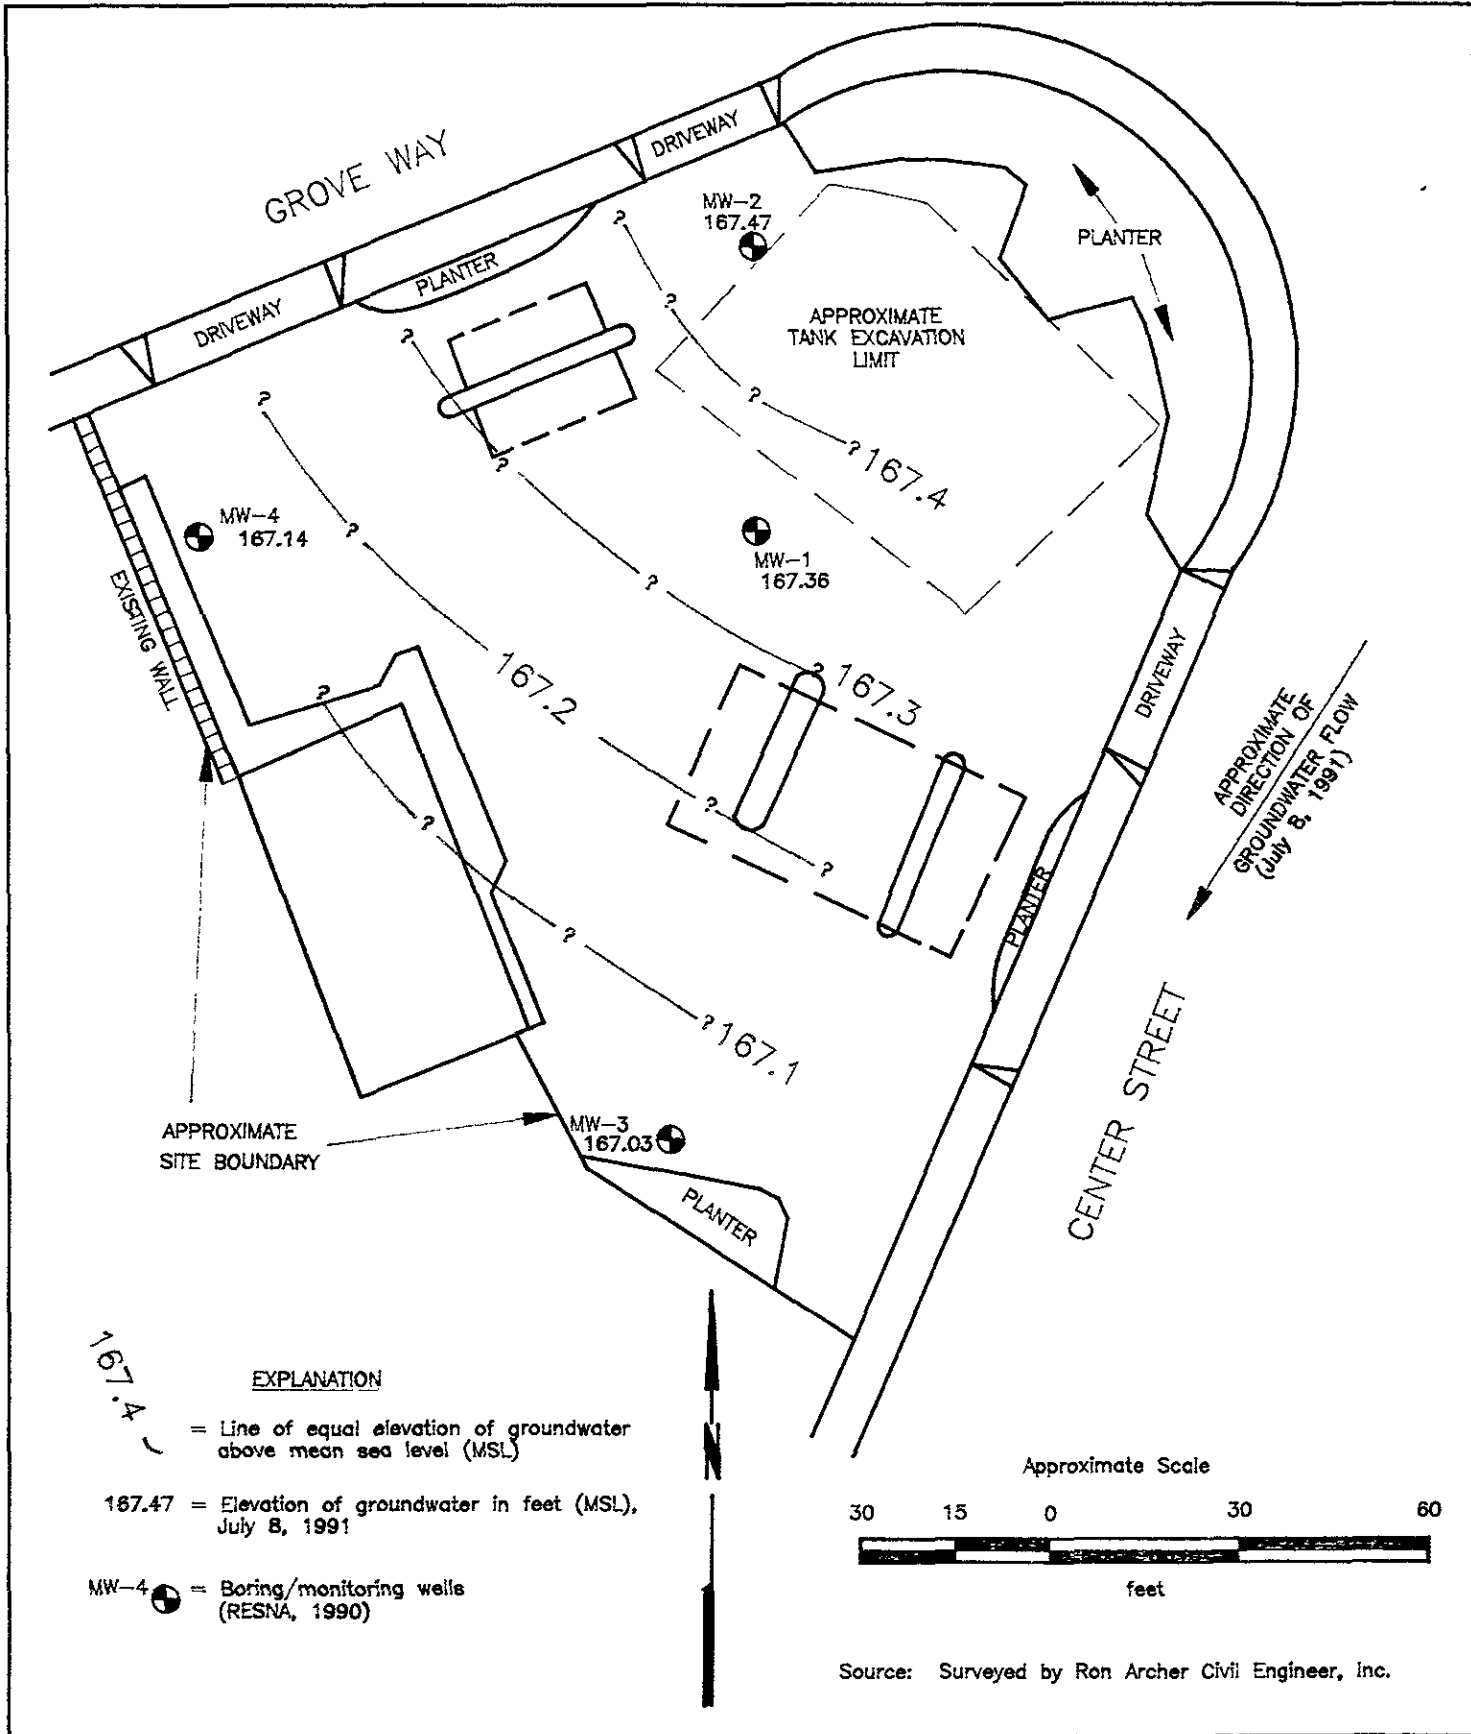 GROVE WAY
DRIVEWAY
DRIVEWAY
PLANTER
MW-2
167.47
PLANTER
APPROXIMATE
TANK EXCAVATION
LIMIT
?
?
?
?
167.4
?
?
?
?
167.3
?
?
167.2
?
?
MW-4
167.14
MW-1
167.36
EXISTING WALL
?
?
?
?
167.1
DRIVEWAY
APPROXIMATE
DIRECTION OF
GROUNDWATER FLOW
(July 8, 1991)
PLANTER
CENTER STREET
APPROXIMATE
SITE BOUNDARY
MW-3
167.03
PLANTER
EXPLANATION
167.4
= Line of equal elevation of groundwater
above mean sea level (MSL)
167.47 = Elevation of groundwater in feet (MSL),
July 8, 1991
MW-4 = Boring/monitoring wells
(RESNA, 1990)
N
Approximate Scale
30 15 0 30 60
feet
Source: Surveyed by Ron Archer Civil Engineer, Inc.